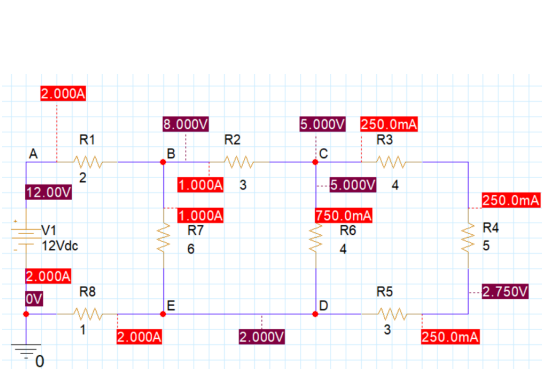 2.000A
8.000V
5.000V
250.0mA
R1
R2
R3
A
B
C
2
1.000A
3
4
12.00V
5.000V
250.0mA
1.000A
750.0mA
V1
R7
R6
R4
12Vdc
6
4
5
2.000A
0V
R8
E
D
R5
2.750V
1
2.000A
2.000V
3
250.0mA
0